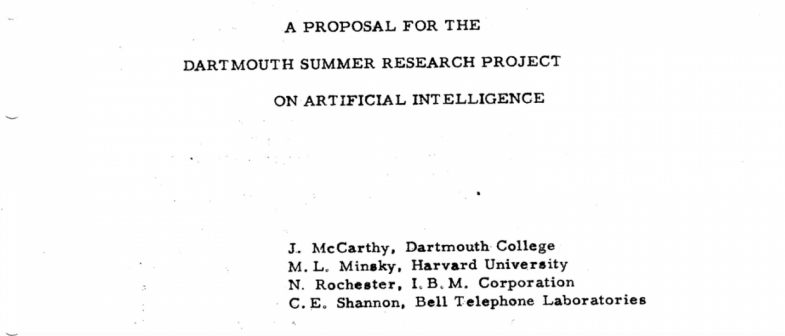 A PROPOSAL FOR THE
DARTMOUTH SUMMER RESEARCH PROJECT
ON ARTIFICIAL INTELLIGENCE
J. McCarthy, Dartmouth College
M. L. Minsky, Harvard University
N. Rochester, I.B.M. Corporation
C. E. Shannon, Bell Telephone Laboratories